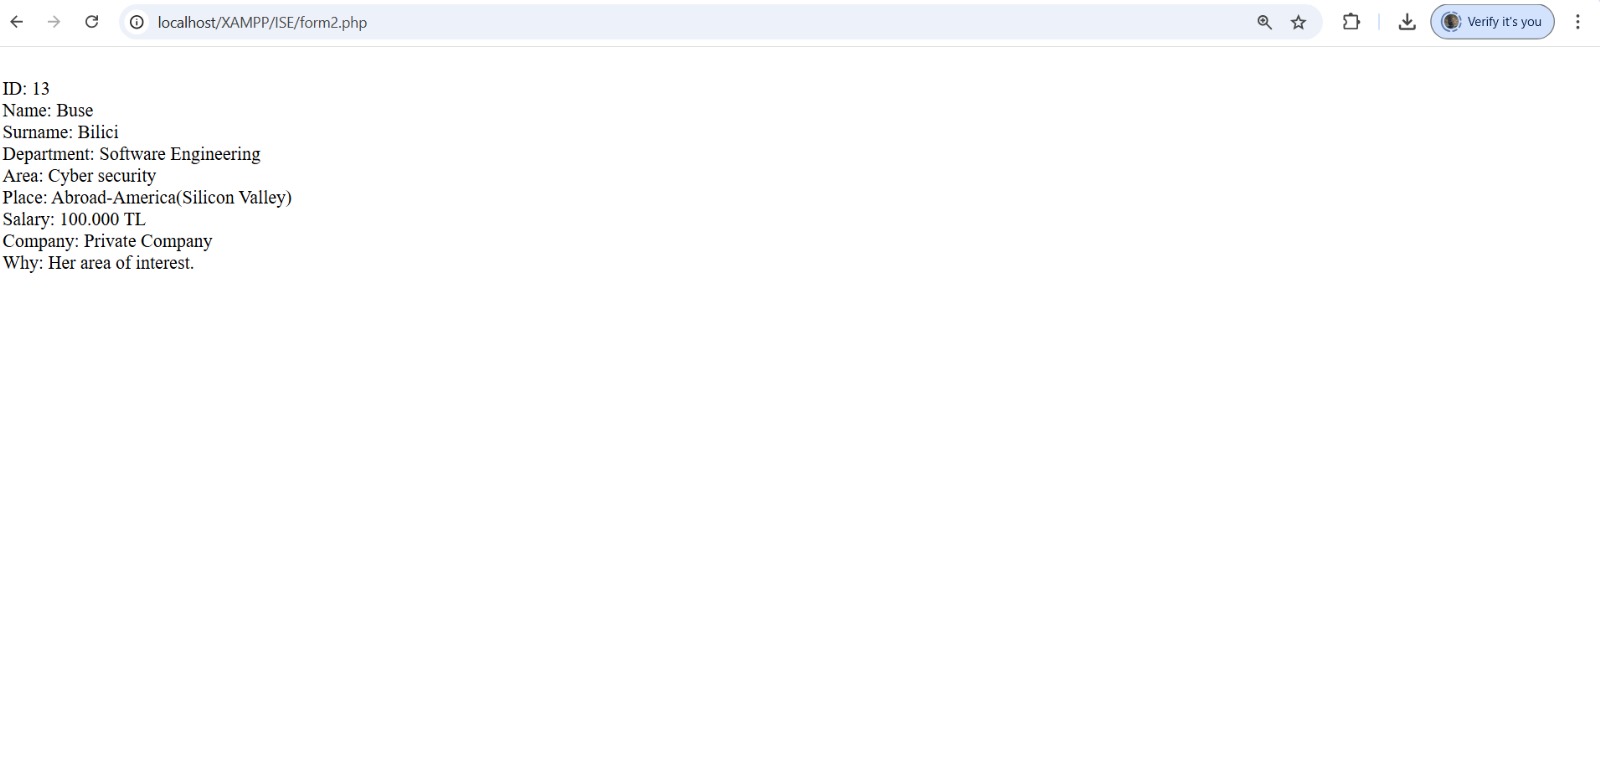 localhost/XAMPP/ISE/form2.php
Verify it's you
ID: 13
Name: Buse
Surname: Bilici
Department: Software Engineering
Area: Cyber security
Place: Abroad-America(Silicon Valley)
Salary: 100.000 TL
Company: Private Company
Why: Her area of interest.